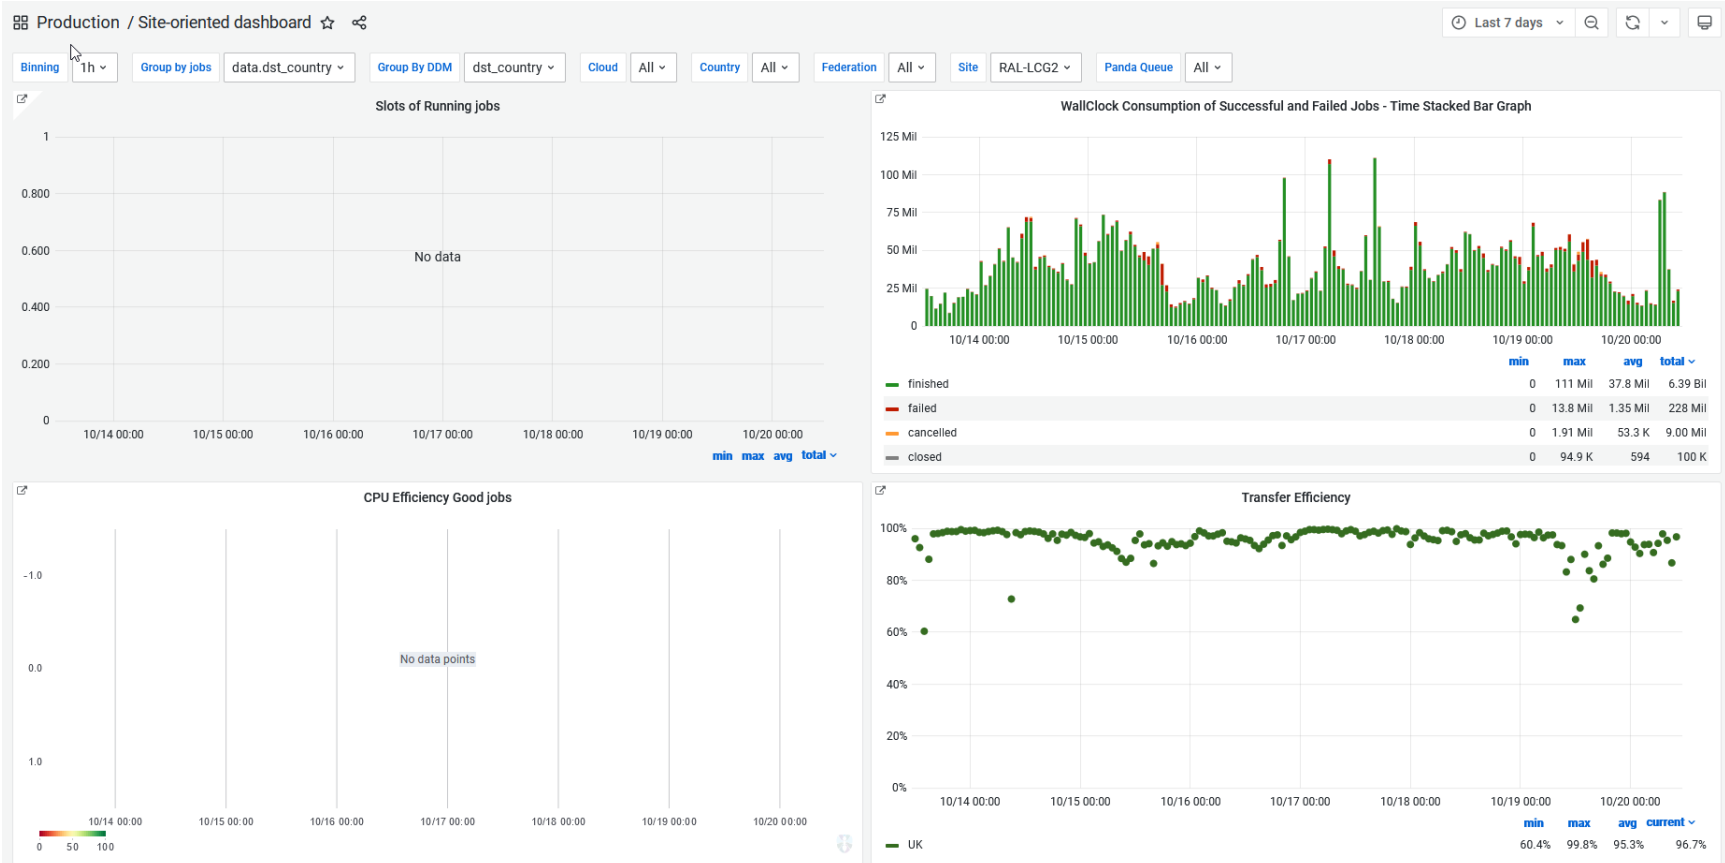 Production / Site-oriented dashboard
Last 7 days
Binning 1h Group by jobs data.dst_country Group By DDM dst_country Cloud All Country All Federation All Site RAL-LCG2 Panda Queue All
Slots of Running jobs
1
0.800
0.600
0.400
0.200
0
No data
10/14 00:00 10/15 00:00 10/16 00:00 10/17 00:00 10/18 00:00 10/19 00:00 10/20 00:00
min max avg total
WallClock Consumption of Successful and Failed Jobs - Time Stacked Bar Graph
125 Mil
100 Mil
75 Mil
50 Mil
25 Mil
0
10/14 00:00 10/15 00:00 10/16 00:00 10/17 00:00 10/18 00:00 10/19 00:00 10/20 00:00
min max avg total
finished 0 111 Mil 37.8 Mil 6.39 Bil
failed 0 13.8 Mil 1.35 Mil 228 Mil
cancelled 0 1.91 Mil 53.3 K 9.00 Mil
closed 0 94.9 K 594 100 K
CPU Efficiency Good jobs
-1.0
0.0
1.0
No data points
10/14 00:00 10/15 00:00 10/16 00:00 10/17 00:00 10/18 00:00 10/19 00:00 10/20 00:00
0 50 100
Transfer Efficiency
100%
80%
60%
40%
20%
0%
10/14 00:00 10/15 00:00 10/16 00:00 10/17 00:00 10/18 00:00 10/19 00:00 10/20 00:00
min max avg current
UK 60.4% 99.8% 95.3% 96.7%